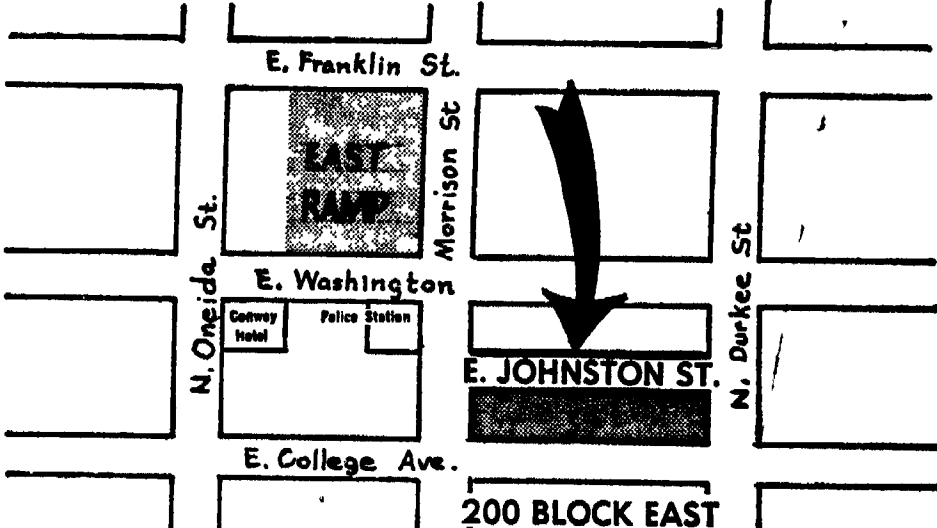 E. Franklin St.
EAST
RAMP
Morrison St
N. Oneida St.
E. Washington
Conway
Hotel
Police Station
N. Durkee St
E. JOHNSTON ST.
E. College Ave.
200 BLOCK EAST